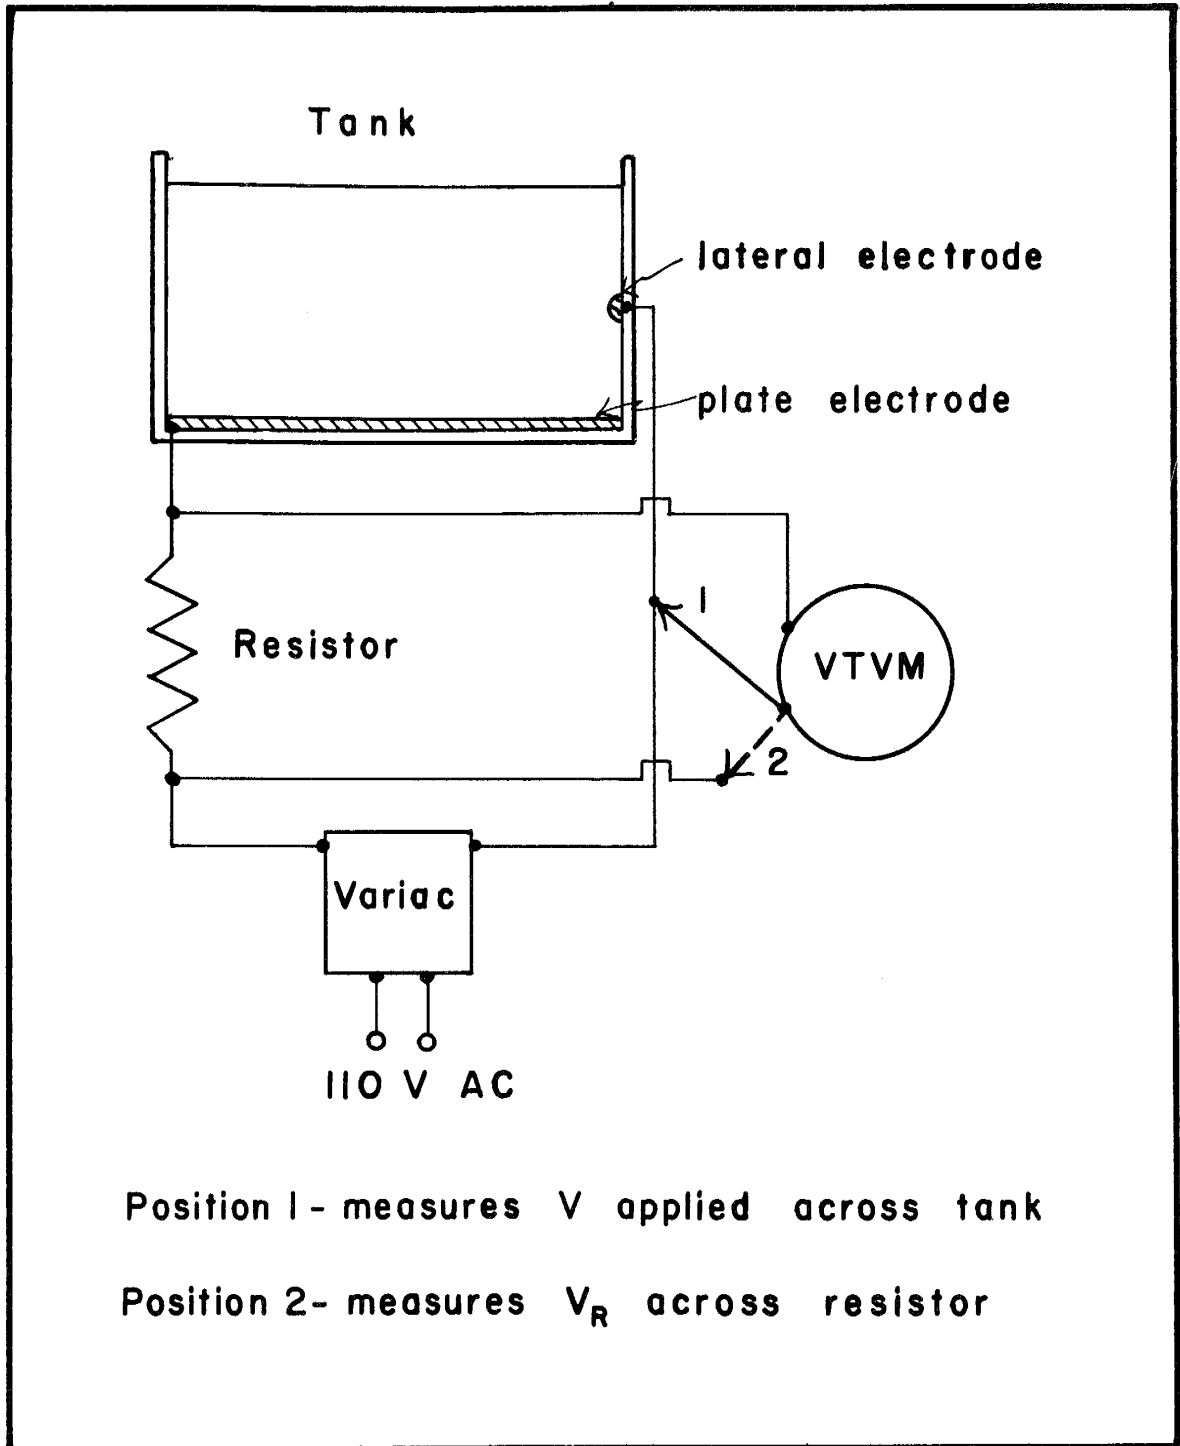 Tank
lateral electrode
plate electrode
1
Resistor
VTVM
2
Variac
110 V AC
Position 1 - measures V applied across tank
Position 2 - measures VR across resistor